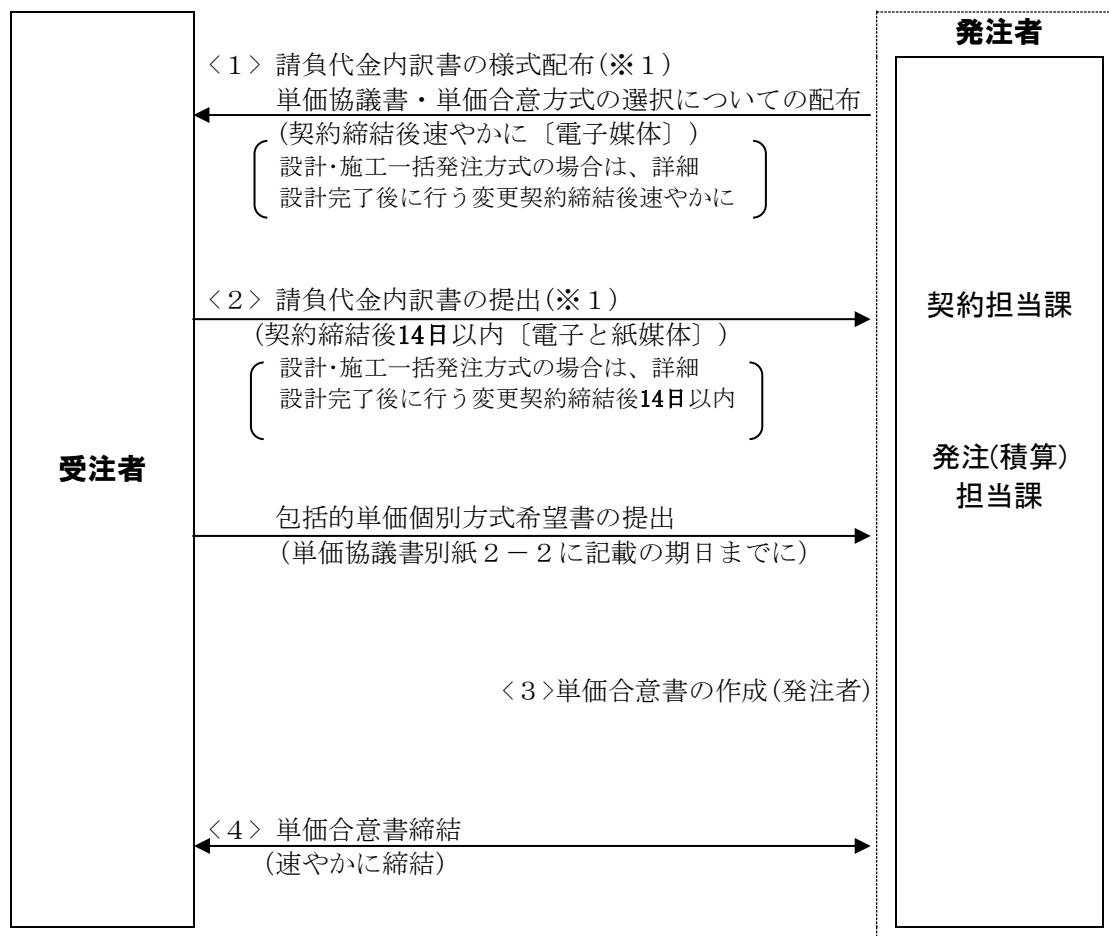 発注者
<1> 請負代金内訳書の様式配布(※1)
単価協議書・単価合意方式の選択についての配布
(契約締結後速やかに〔電子媒体〕)
設計・施工一括発注方式の場合は、詳細
設計完了後に行う変更契約締結後速やかに
<2> 請負代金内訳書の提出(※1)
(契約締結後14日以内〔電子と紙媒体〕)
設計・施工一括発注方式の場合は、詳細
設計完了後に行う変更契約締結後14日以内
契約担当課
受注者
発注(積算)
担当課
包括的単価個別方式希望書の提出
(単価協議書別紙2-2に記載の期日までに)
<3>単価合意書の作成(発注者)
<4> 単価合意書締結
(速やかに締結)